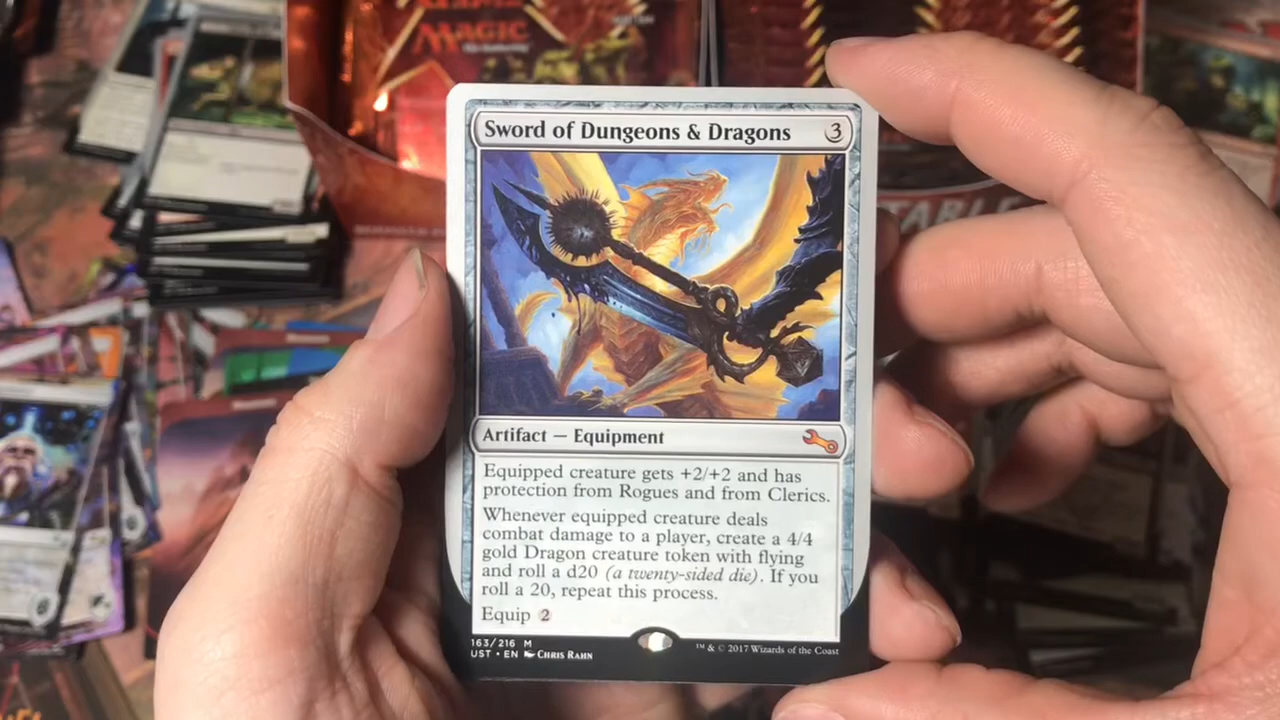 MAGIC
TABLE
Sword of Dungeons & Dragons 3
Artifact — Equipment
Equipped creature gets +2/+2 and has
protection from Rogues and from Clerics.
Whenever equipped creature deals
combat damage to a player, create a 4/4
gold Dragon creature token with flying
and roll a d20 (a twenty-sided die). If you
roll a 20, repeat this process.
Equip 2
163/216 M
UST • EN Chris Rahn
™ & © 2017 Wizards of the Coast